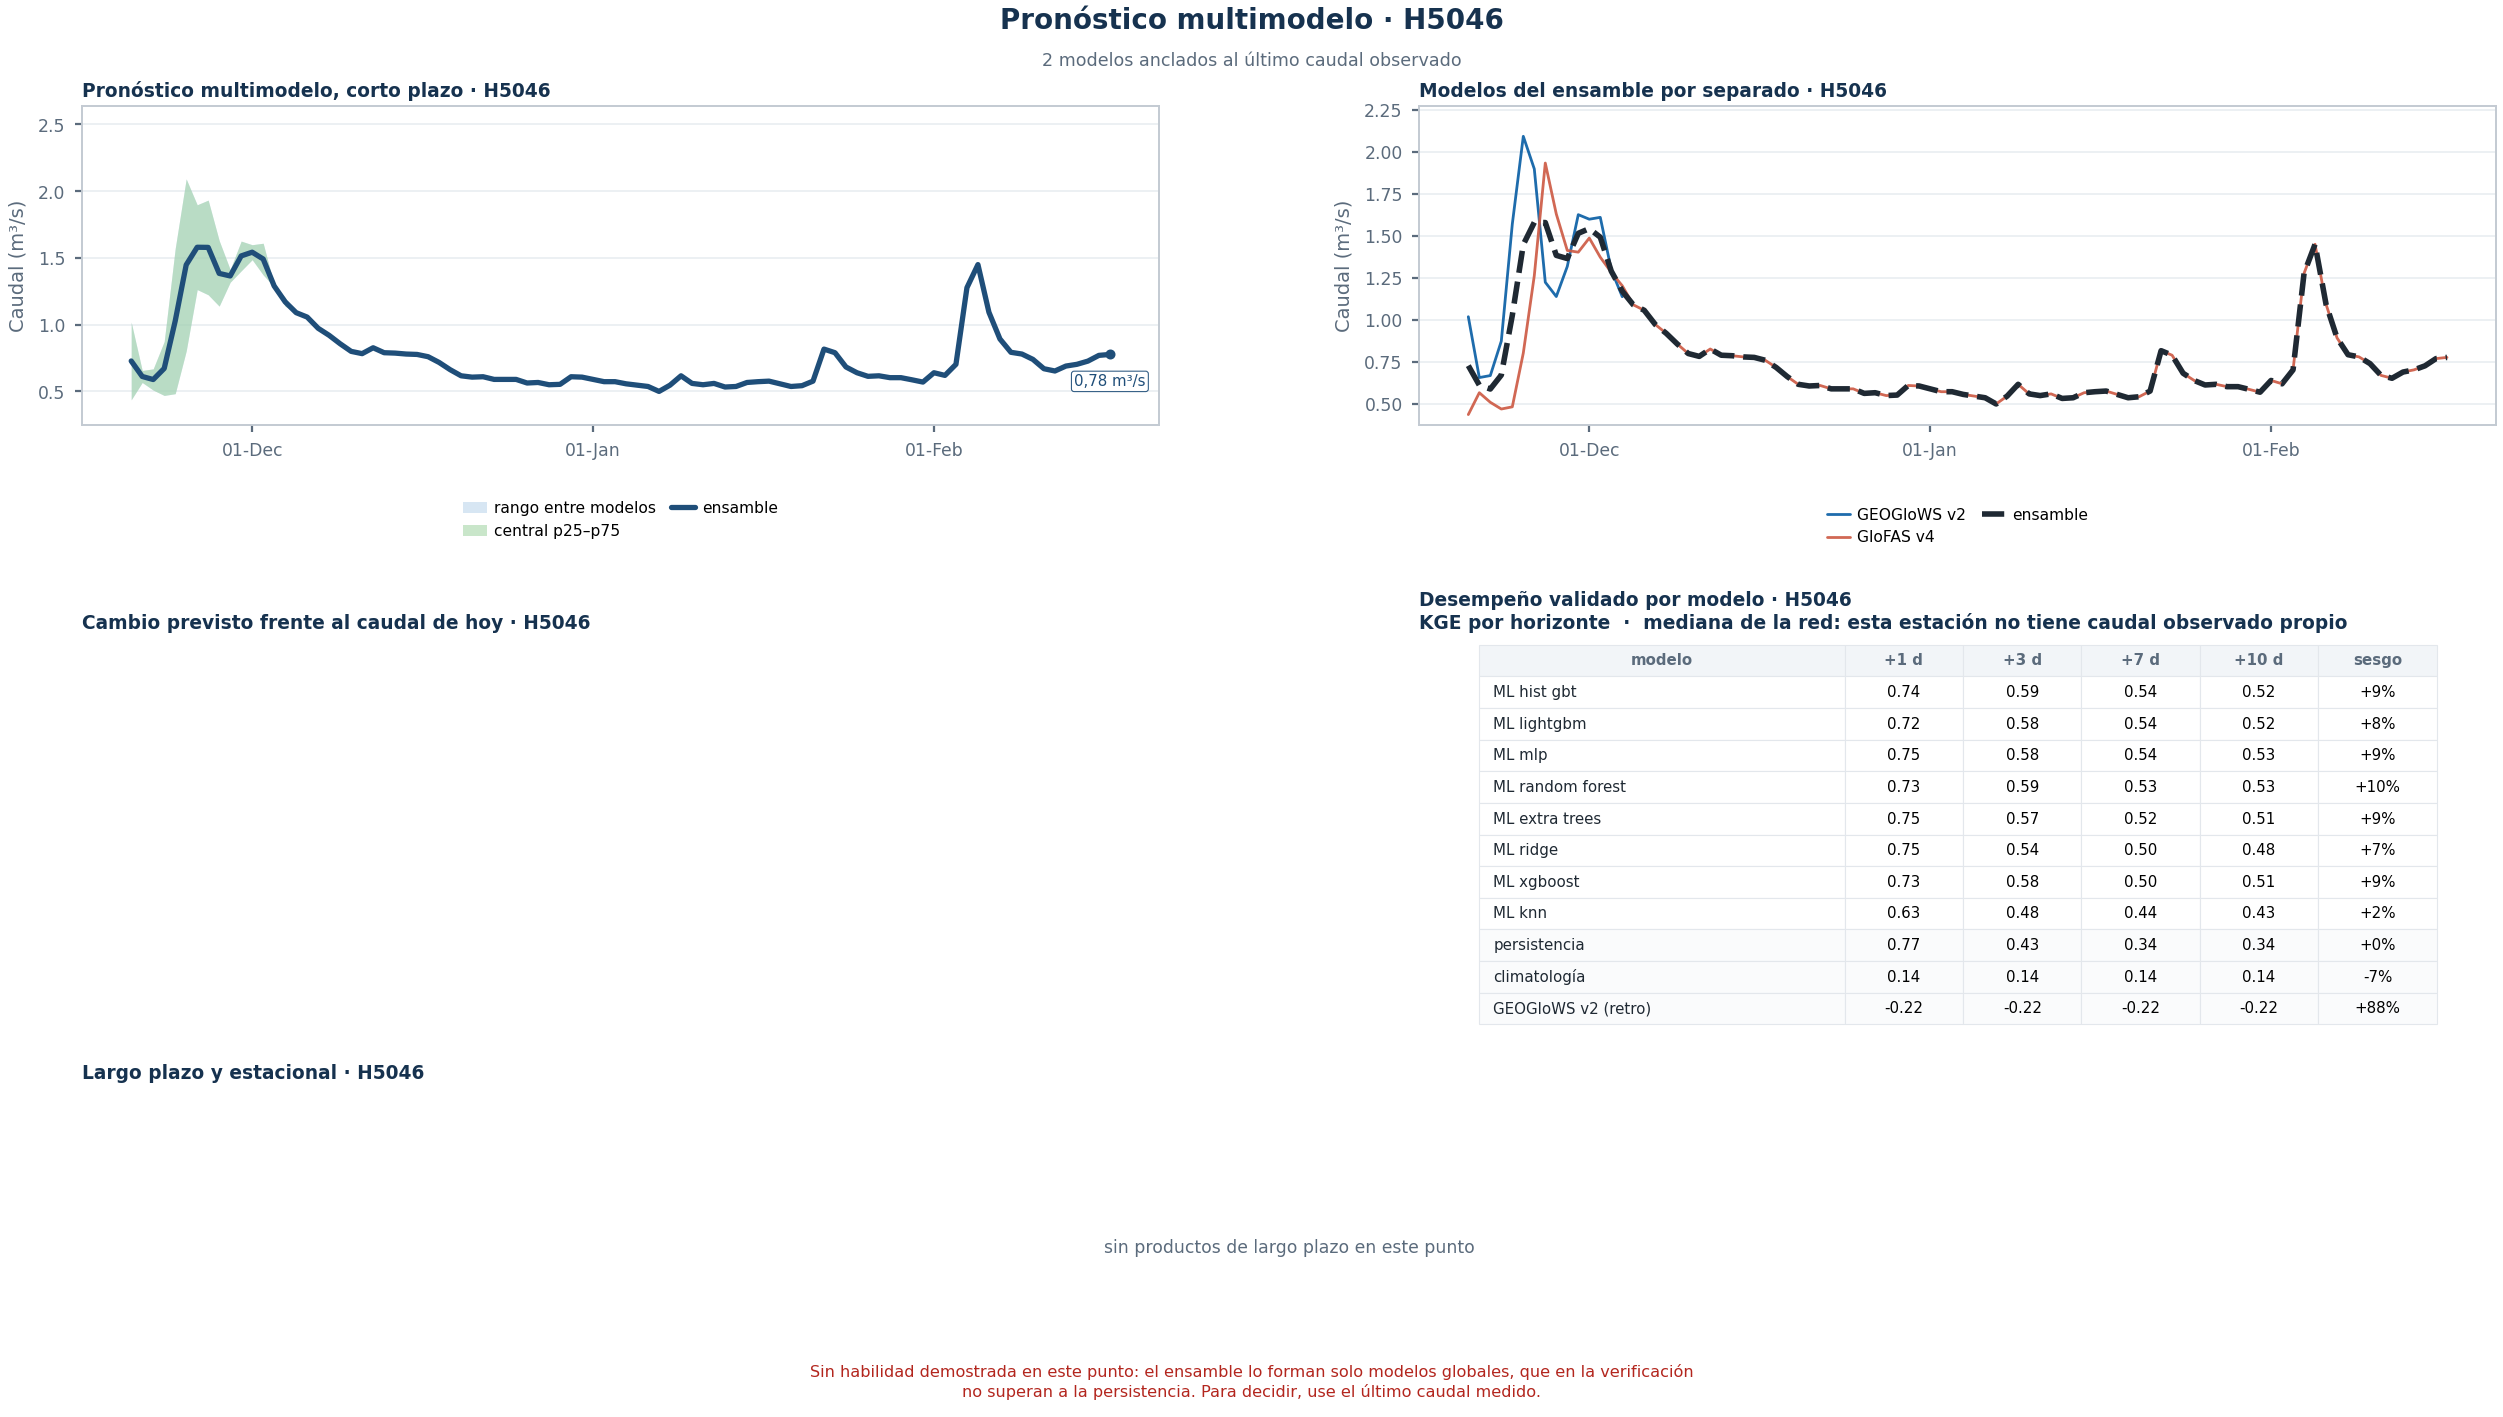 Pronóstico multimodelo · H5046
2 modelos anclados al último caudal observado
Pronóstico multimodelo, corto plazo · H5046
Caudal (m³/s)
2.5
2.0
1.5
1.0
0.5
0,78 m³/s
01-Dec
01-Jan
01-Feb
rango entre modelos
ensamble
central p25–p75
Modelos del ensamble por separado · H5046
Caudal (m³/s)
2.25
2.00
1.75
1.50
1.25
1.00
0.75
0.50
01-Dec
01-Jan
01-Feb
GEOGloWS v2
ensamble
GloFAS v4
Cambio previsto frente al caudal de hoy · H5046
Desempeño validado por modelo · H5046
KGE por horizonte · mediana de la red: esta estación no tiene caudal observado propio
modelo +1 d +3 d +7 d +10 d sesgo
ML hist gbt 0.74 0.59 0.54 0.52 +9%
ML lightgbm 0.72 0.58 0.54 0.52 +8%
ML mlp 0.75 0.58 0.54 0.53 +9%
ML random forest 0.73 0.59 0.53 0.53 +10%
ML extra trees 0.75 0.57 0.52 0.51 +9%
ML ridge 0.75 0.54 0.50 0.48 +7%
ML xgboost 0.73 0.58 0.50 0.51 +9%
ML knn 0.63 0.48 0.44 0.43 +2%
persistencia 0.77 0.43 0.34 0.34 +0%
climatología 0.14 0.14 0.14 0.14 -7%
GEOGloWS v2 (retro) -0.22 -0.22 -0.22 -0.22 +88%
Largo plazo y estacional · H5046
sin productos de largo plazo en este punto
Sin habilidad demostrada en este punto: el ensamble lo forman solo modelos globales, que en la verificación
no superan a la persistencia. Para decidir, use el último caudal medido.